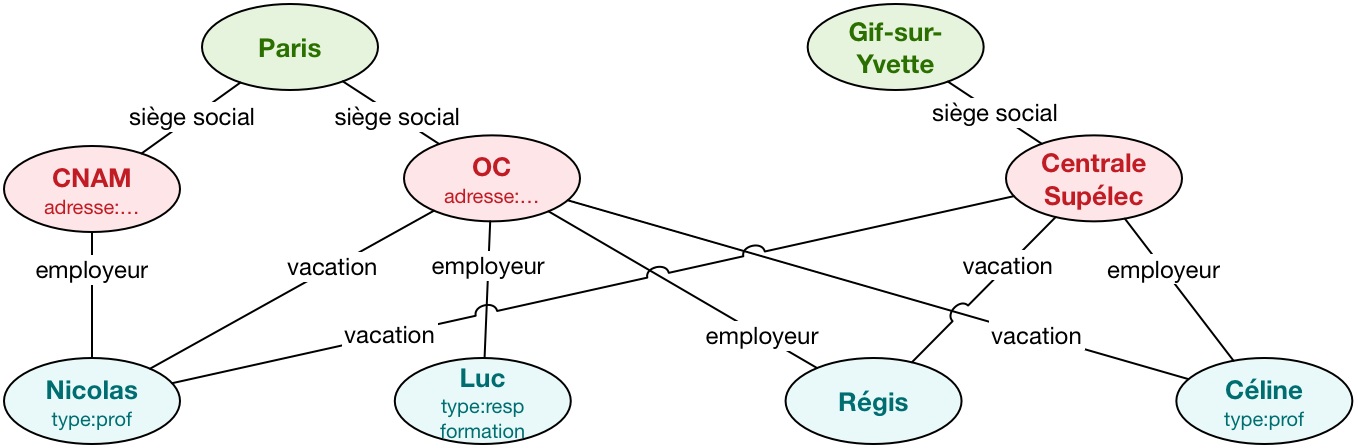 Paris
Gif-sur-
Yvette
siège social
siège social
siège social
CNAM
adresse:...
OC
adresse:...
Centrale
Supélec
employeur
vacation
employeur
vacation
employeur
vacation
employeur
vacation
Nicolas
type:prof
Luc
type:resp
formation
Régis
Céline
type:prof